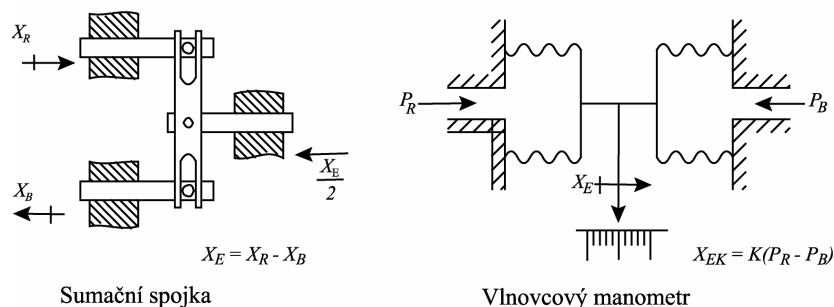 X_R
X_B
X_E
2
X_E = X_R - X_B
Sumační spojka
P_R
P_B
X_E
X_EK = K(P_R - P_B)
Vlnovcový manometr